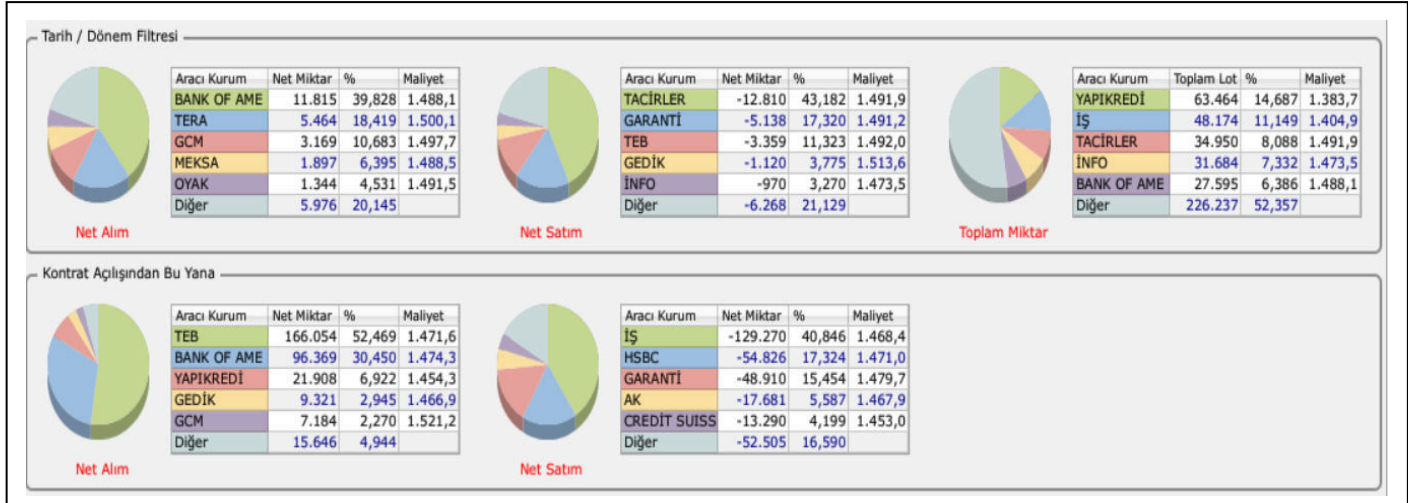 Tarih / Dönem Filtresi
Aracı Kurum Net Miktar % Maliyet
BANK OF AME 11.815 39,828 1.488,1
TERA 5.464 18,419 1.500,1
GCM 3.169 10,683 1.497,7
MEKSA 1.897 6,395 1.488,5
OYAK 1.344 4,531 1.491,5
Diğer 5.976 20,145
Net Alım
Aracı Kurum Net Miktar % Maliyet
TACİRLER -12.810 43,182 1.491,9
GARANTİ -5.138 17,320 1.491,2
TEB -3.359 11,323 1.492,0
GEDİK -1.120 3,775 1.513,6
İNFO -970 3,270 1.473,5
Diğer -6.268 21,129
Net Satım
Aracı Kurum Toplam Lot % Maliyet
YAPIKREDİ 63.464 14,687 1.383,7
İŞ 48.174 11,149 1.404,9
TACİRLER 34.950 8,088 1.491,9
İNFO 31.684 7,332 1.473,5
BANK OF AME 27.595 6,386 1.488,1
Diğer 226.237 52,357
Toplam Miktar
Kontrat Açılışından Bu Yana
Aracı Kurum Net Miktar % Maliyet
TEB 166.054 52,469 1.471,6
BANK OF AME 96.369 30,450 1.474,3
YAPIKREDİ 21.908 6,922 1.454,3
GEDİK 9.321 2,945 1.466,9
GCM 7.184 2,270 1.521,2
Diğer 15.646 4,944
Net Alım
Aracı Kurum Net Miktar % Maliyet
İŞ -129.270 40,846 1.468,4
HSBC -54.826 17,324 1.471,0
GARANTİ -48.910 15,454 1.479,7
AK -17.681 5,587 1.467,9
CREDİT SUISS -13.290 4,199 1.453,0
Diğer -52.505 16,590
Net Satım